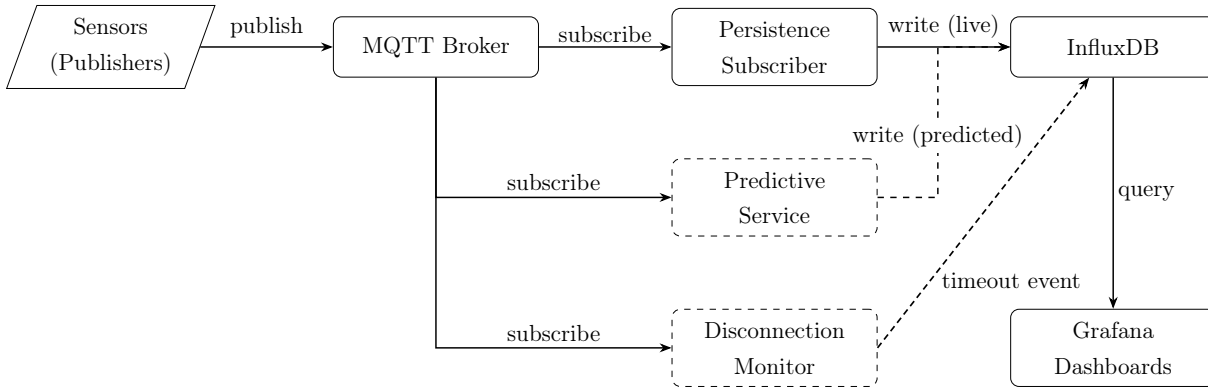 Sensors
(Publishers)
publish
MQTT Broker
subscribe
Persistence
Subscriber
write (live)
InfluxDB
write (predicted)
subscribe
Predictive
Service
query
timeout event
subscribe
Disconnection
Monitor
Grafana
Dashboards